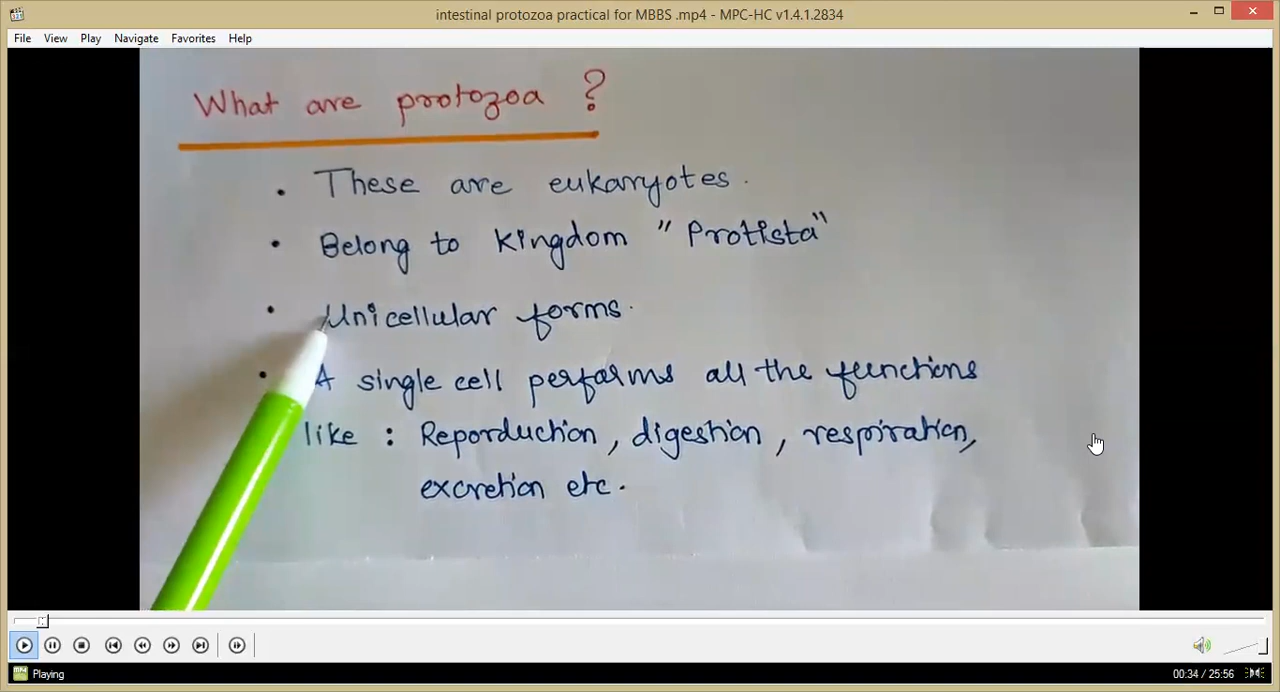 intestinal protozoa practical for MBBS .mp4 - MPC-HC v1.4.1.2834
File View Play Navigate Favorites Help
What are protozoa ?
• These are eukaryotes.
• Belong to Kingdom "Protista"
• Unicellular forms.
• A single cell performs all the functions
like : Reporduction, digestion, respiration,
excretion etc.
Playing 00:34 / 25:56